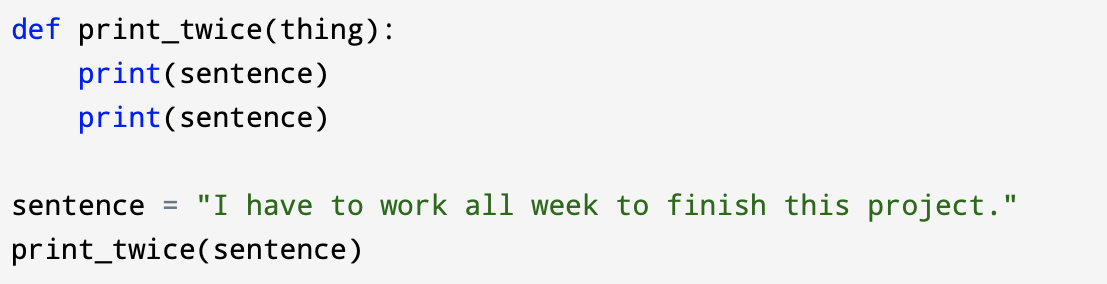 def print_twice(thing):
    print(sentence)
    print(sentence)

sentence = "I have to work all week to finish this project."
print_twice(sentence)